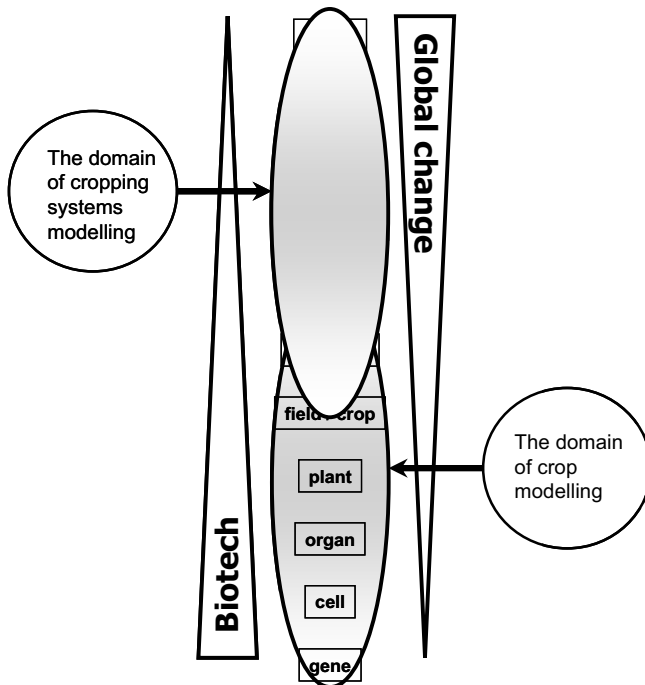 Global change
The domain
of cropping
systems
modelling
field / crop
The domain
of crop
modelling
plant
organ
Biotech
cell
gene